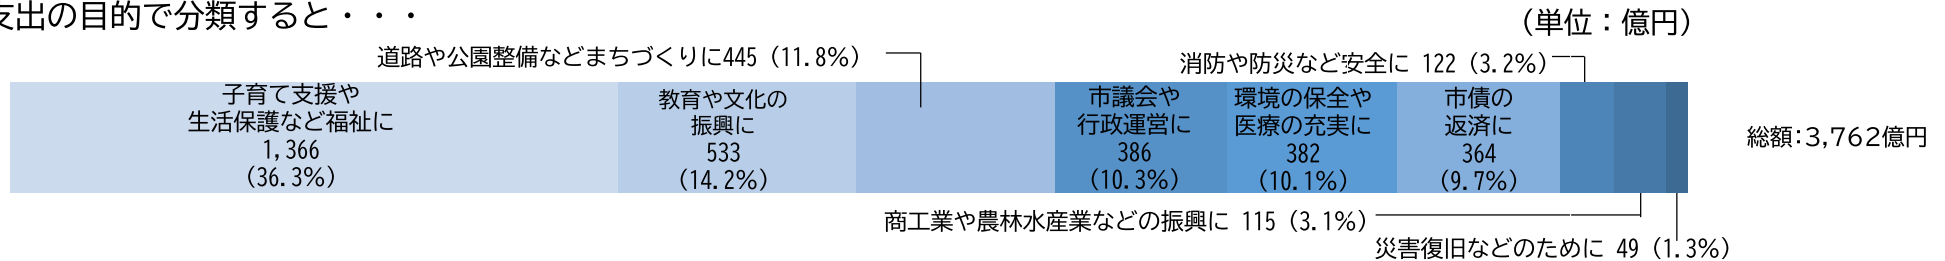 支出の目的で分類すると・・・
（単位：億円）
道路や公園整備などまちづくりに445（11.8%）
消防や防災など安全に 122（3.2%）
子育て支援や
生活保護など福祉に
1,366
（36.3%）
教育や文化の
振興に
533
（14.2%）
市議会や
行政運営に
386
（10.3%）
環境の保全や
医療の充実に
382
（10.1%）
市債の
返済に
364
（9.7%）
総額：3,762億円
商工業や農林水産業などの振興に 115（3.1%）
災害復旧などのために 49（1.3%）